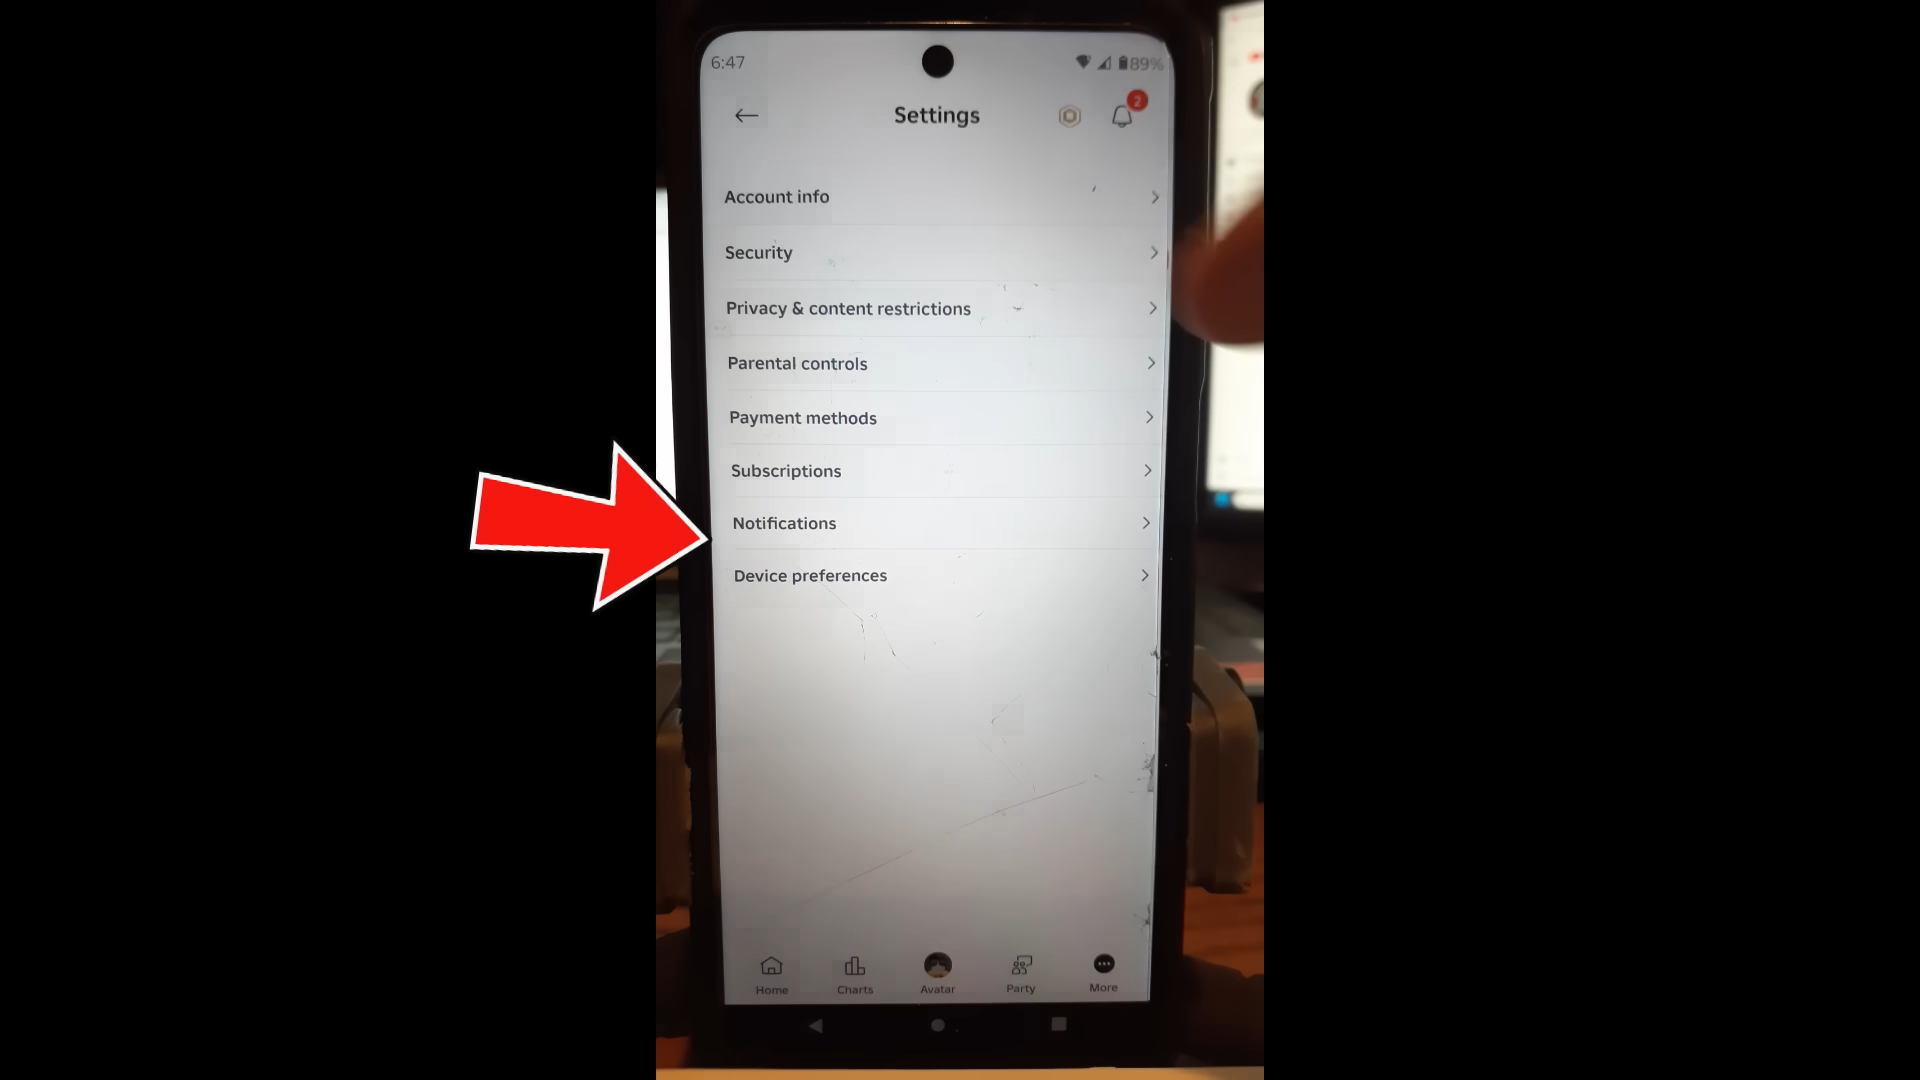 6:47
89%
Settings
2
Account info
Security
Privacy & content restrictions
Parental controls
Payment methods
Subscriptions
Notifications
Device preferences
Home
Charts
Avatar
Party
More